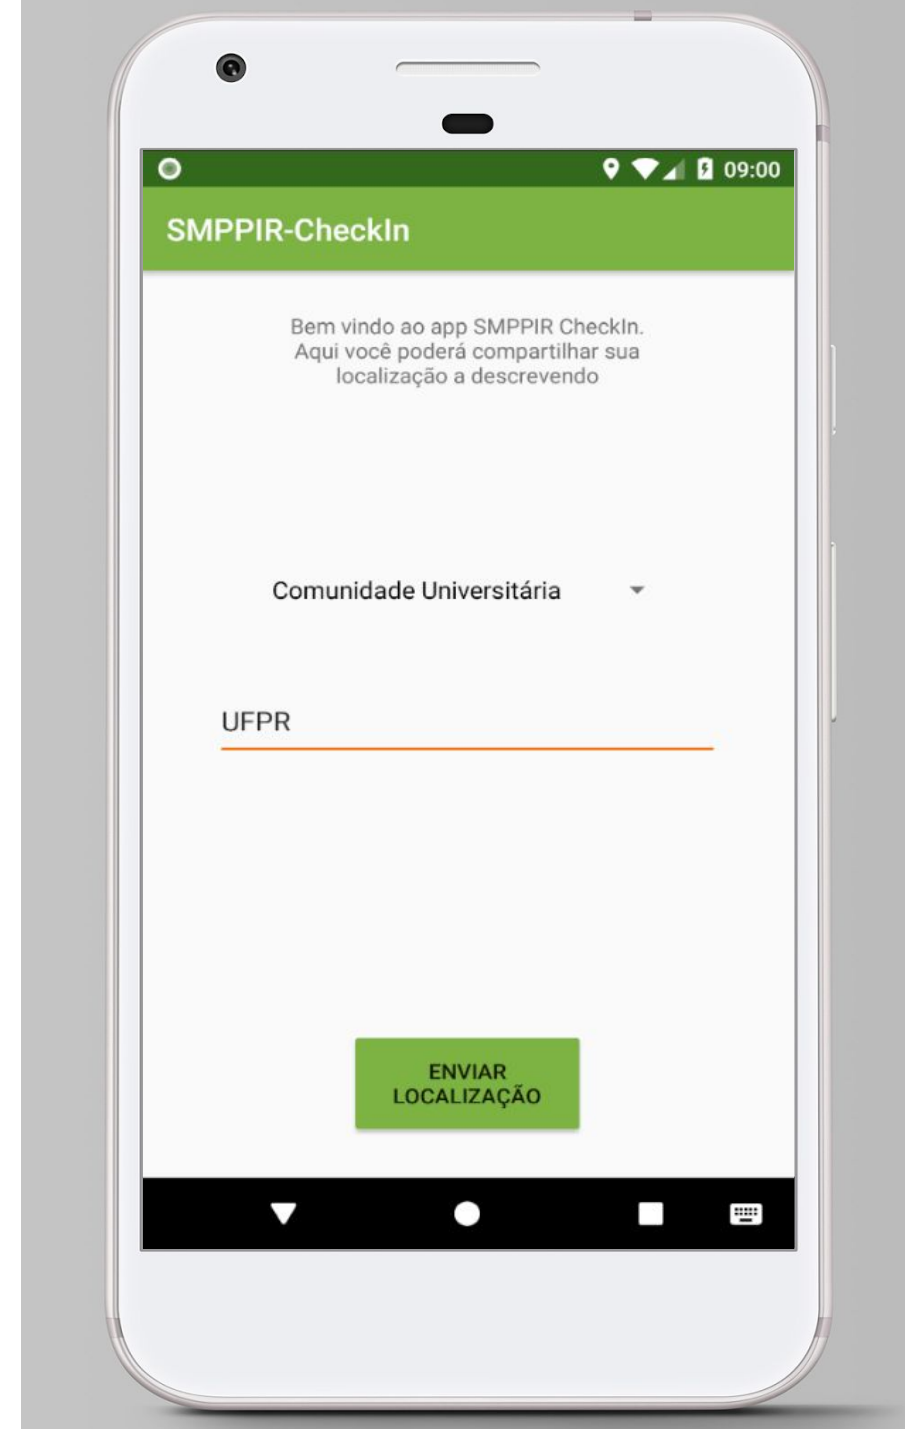 09:00
SMPPIR-CheckIn
Bem vindo ao app SMPPIR CheckIn.
Aqui você poderá compartilhar sua
localização a descrevendo
Comunidade Universitária
UFPR
ENVIAR
LOCALIZAÇÃO